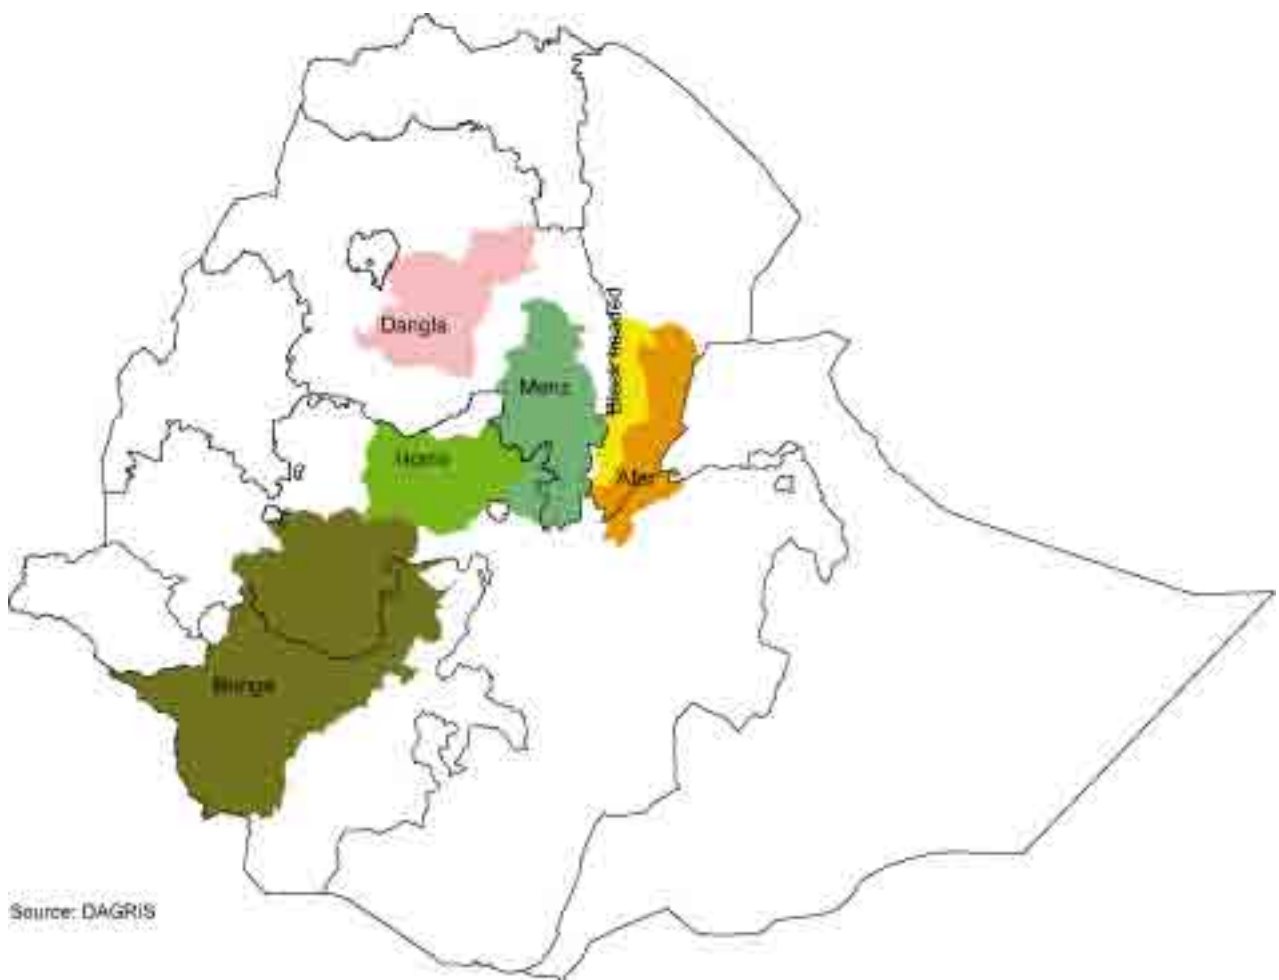 Dangla
Black headed
Menz
Horro
Afar
Bonga
Source: DAGRIS